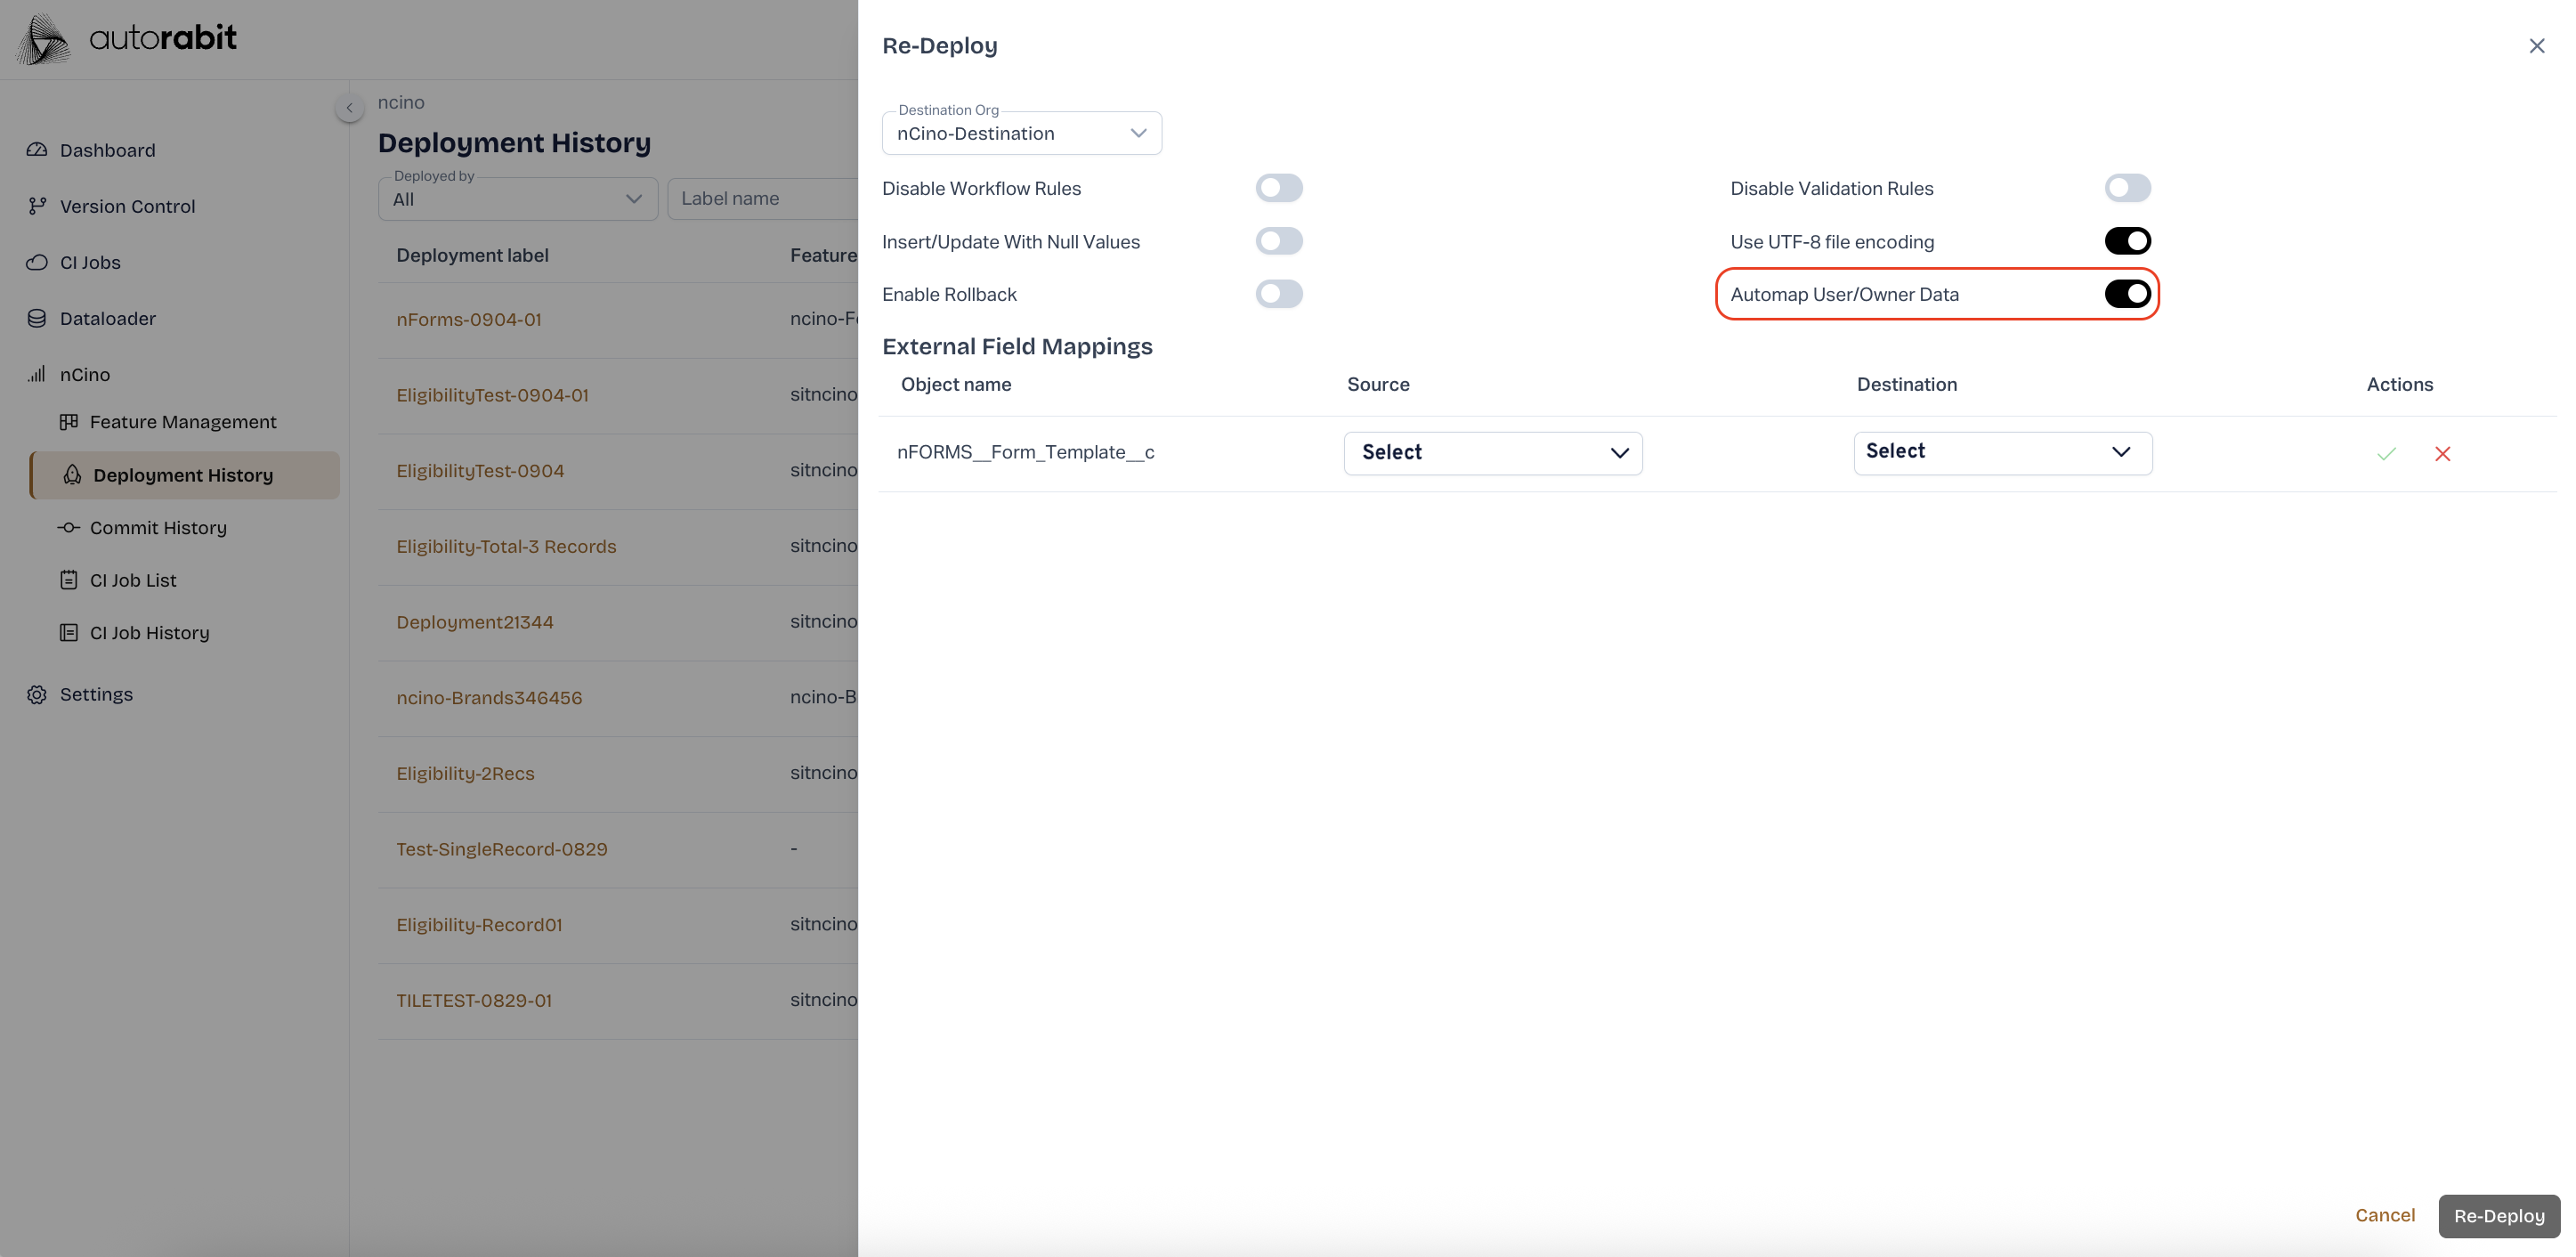 autorabit
Dashboard
Version Control
CI Jobs
Dataloader
nCino
Feature Management
Deployment History
Commit History
CI Job List
CI Job History
Settings
ncino
Deployment History
Deployed by
All
Label name
Deployment label Feature
nForms-0904-01 ncino-Fo
EligibilityTest-0904-01 sitncino
EligibilityTest-0904 sitncino
Eligibility-Total-3 Records sitncino
Deployment21344 sitncino
ncino-Brands346456 ncino-B
Eligibility-2Recs sitncino
Test-SingleRecord-0829 -
Eligibility-Record01 sitncino
TILETEST-0829-01 sitncino
Re-Deploy
Destination Org
nCino-Destination
Disable Workflow Rules Disable Validation Rules
Insert/Update With Null Values Use UTF-8 file encoding
Enable Rollback Automap User/Owner Data
External Field Mappings
Object name Source Destination Actions
nFORMS__Form_Template__c Select Select
Cancel Re-Deploy